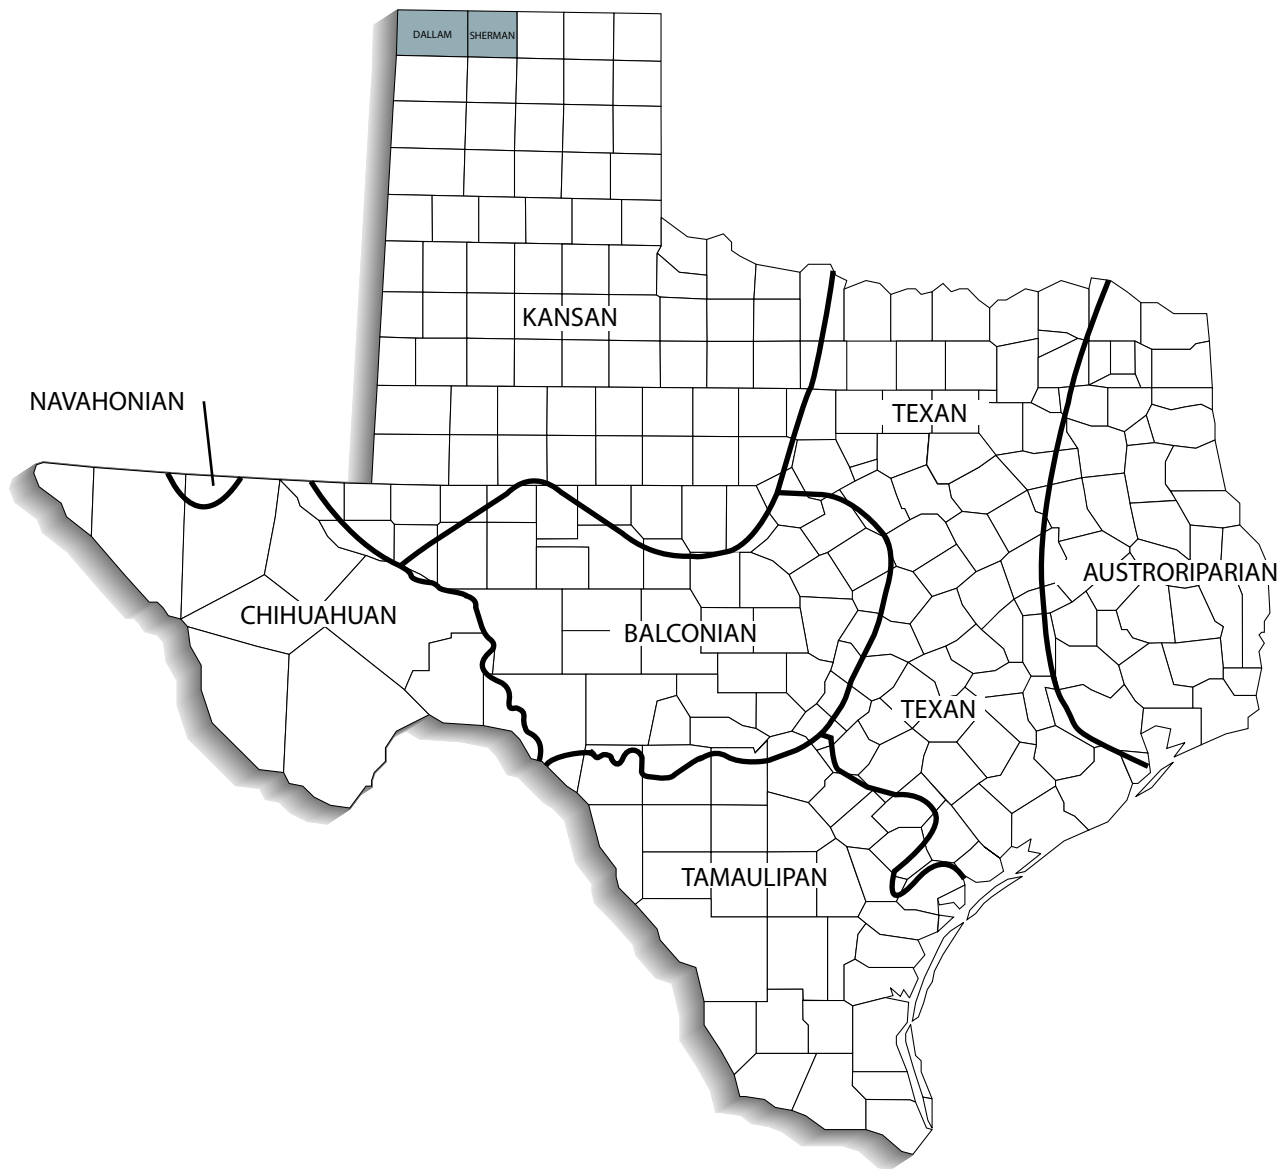 DALLAM
SHERMAN
KANSAN
NAVAHONIAN
TEXAN
AUSTRORIPARIAN
CHIHUAHUAN
BALCONIAN
TEXAN
TAMAULIPAN